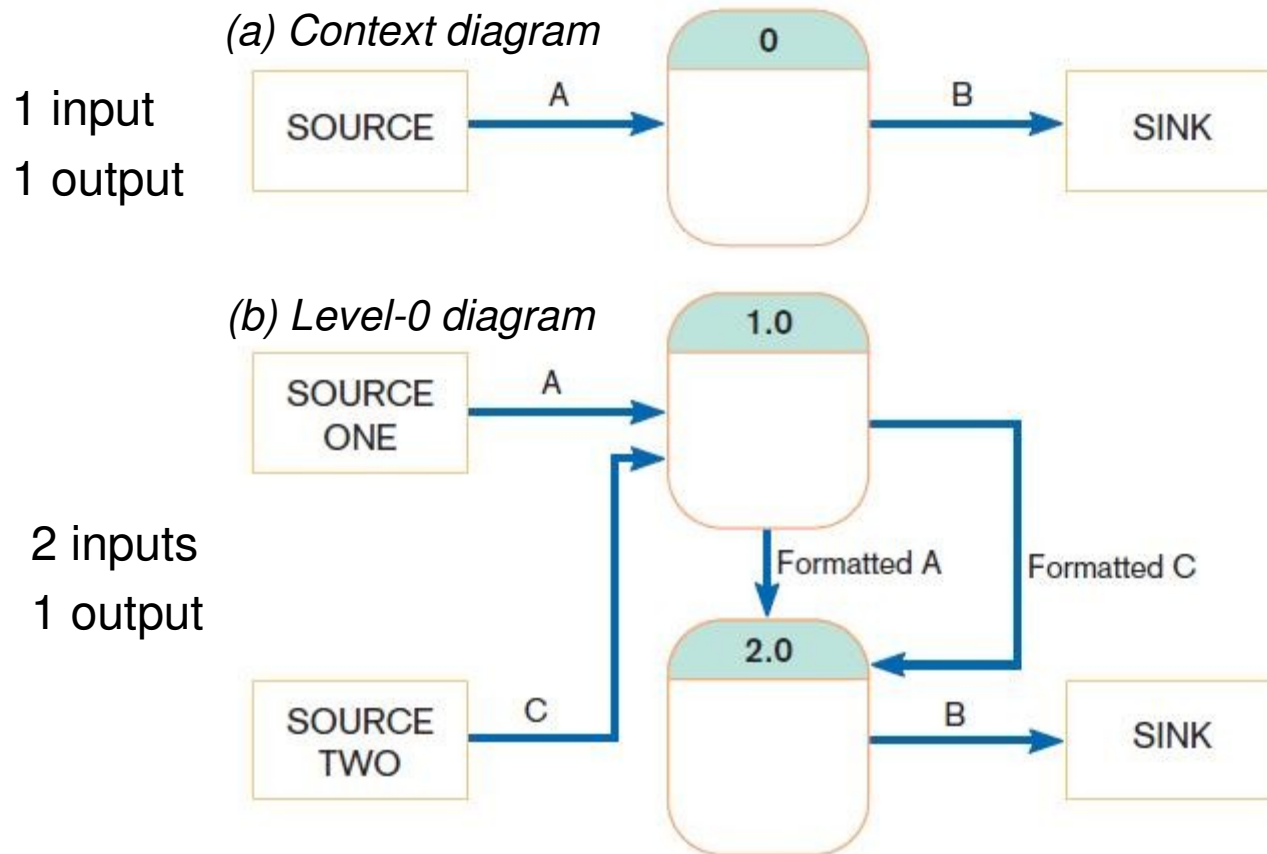 (a) Context diagram
0
1 input
1 output
SOURCE
A
B
SINK
(b) Level-0 diagram
1.0
SOURCE
ONE
A
2 inputs
1 output
Formatted A
Formatted C
2.0
SOURCE
TWO
C
B
SINK